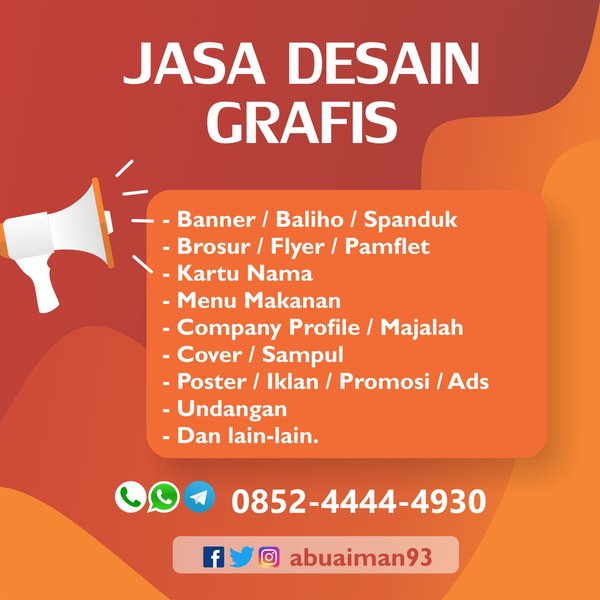 JASA DESAIN
GRAFIS
- Banner / Baliho / Spanduk
- Brosur / Flyer / Pamflet
- Kartu Nama
- Menu Makanan
- Company Profile / Majalah
- Cover / Sampul
- Poster / Iklan / Promosi / Ads
- Undangan
- Dan lain-lain.
0852-4444-4930
abuaiman93